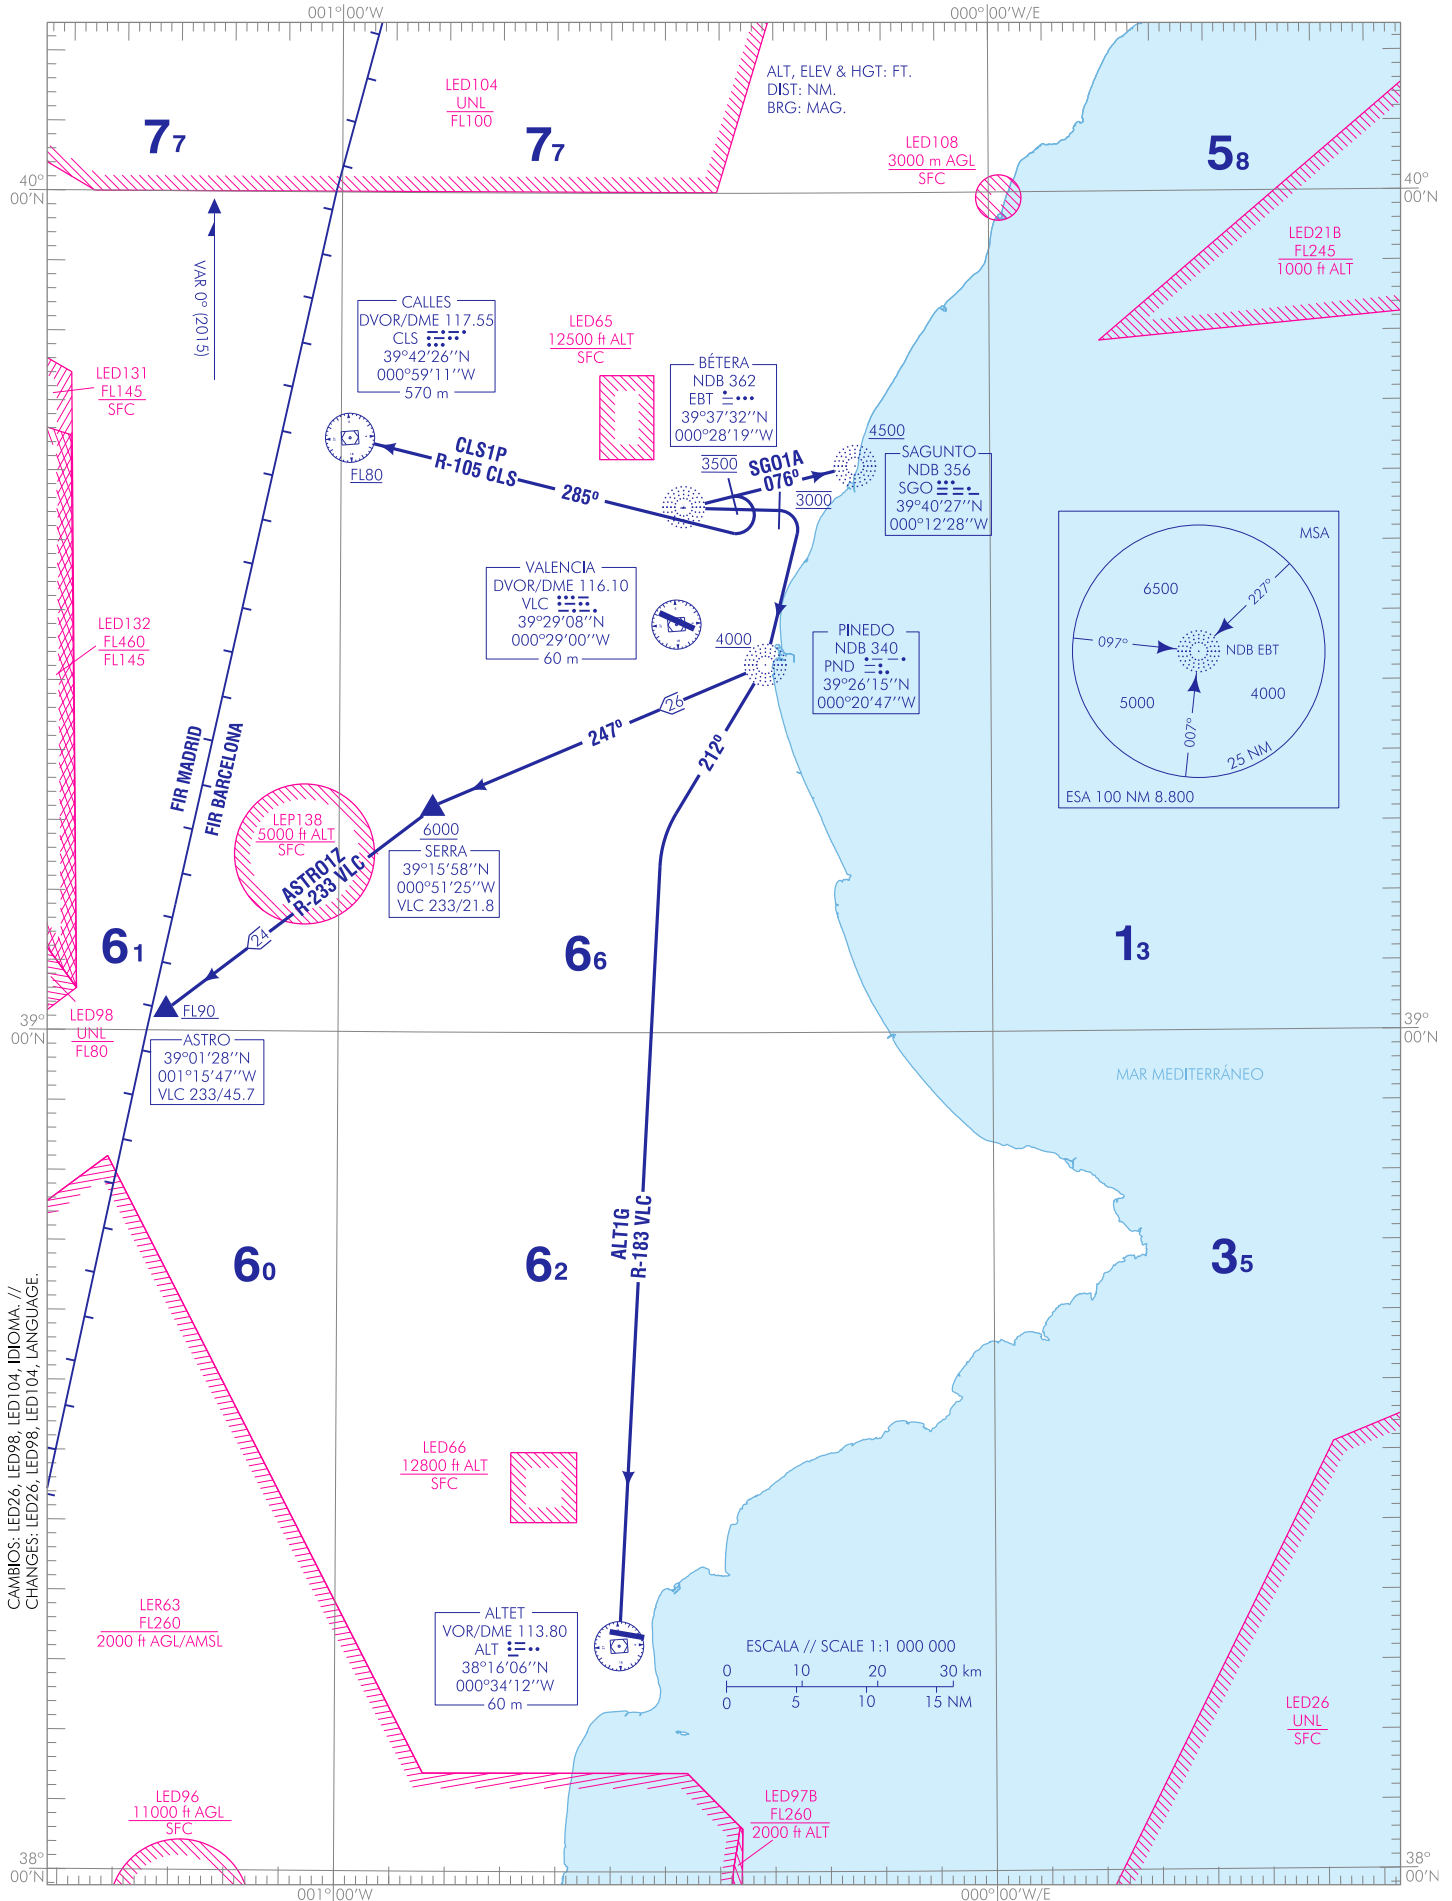 001°00'W
000°00'W/E
ALT, ELEV & HGT: FT.
DIST: NM.
BRG: MAG.
LED104
UNL
FL100
7₇
7₇
5₈
LED108
3000 m AGL
SFC
40°
00'N
40°
00'N
VAR 0° (2015)
LED21B
FL245
1000 ft ALT
CALLES
DVOR/DME 117.55
CLS
39°42'26''N
000°59'11''W
570 m
LED65
12500 ft ALT
SFC
BÉTERA
NDB 362
EBT
39°37'32''N
000°28'19''W
LED131
FL145
SFC
CLS1P
R-105 CLS
285º
FL80
3500
SGO1A
076º
3000
4500
SAGUNTO
NDB 356
SGO
39°40'27''N
000°12'28''W
MSA
6500
227°
097°
NDB EBT
5000
4000
007°
25 NM
ESA 100 NM 8.800
VALENCIA
DVOR/DME 116.10
VLC
39°29'08''N
000°29'00''W
60 m
4000
PINEDO
NDB 340
PND
39°26'15''N
000°20'47''W
LED132
FL460
FL145
26
247º
212º
FIR MADRID
FIR BARCELONA
LEP138
5000 ft ALT
SFC
6000
SERRA
39°15'58''N
000°51'25''W
VLC 233/21.8
ASTRO1Z
R-233 VLC
24
6₁
6₆
1₃
FL90
LED98
UNL
FL80
39°
00'N
39°
00'N
ASTRO
39°01'28''N
001°15'47''W
VLC 233/45.7
MAR MEDITERRÁNEO
ALT1G
R-183 VLC
6₀
6₂
3₅
CAMBIOS: LED26, LED98, LED104, IDIOMA. //
CHANGES: LED26, LED98, LED104, LANGUAGE.
LED66
12800 ft ALT
SFC
LER63
FL260
2000 ft AGL/AMSL
ALTET
VOR/DME 113.80
ALT
38°16'06''N
000°34'12''W
60 m
ESCALA // SCALE 1:1 000 000
0 10 20 30 km
0 5 10 15 NM
LED26
UNL
SFC
LED96
11000 ft AGL
SFC
LED97B
FL260
2000 ft ALT
38°
00'N
38°
00'N
001°00'W
000°00'W/E